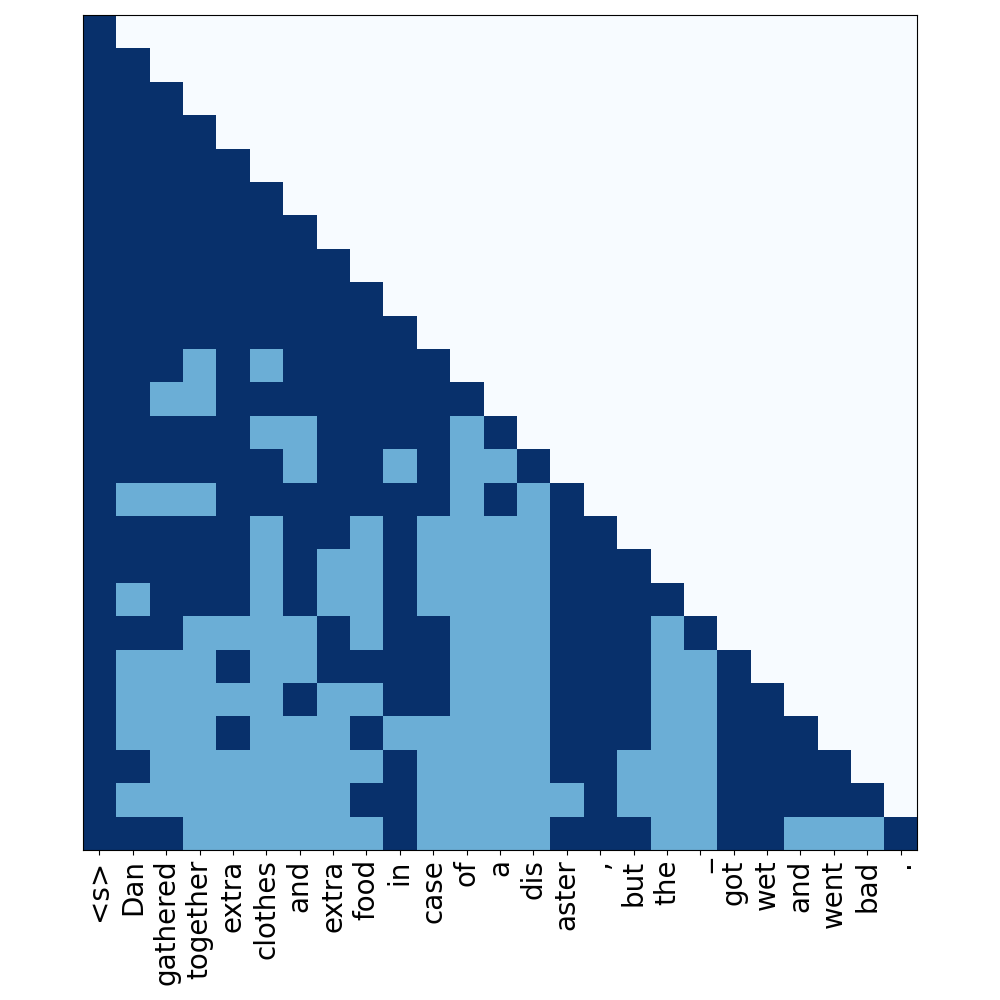 <s> Dan gathered together extra clothes and extra food in case of a dis aster , but the _ got wet and went bad .